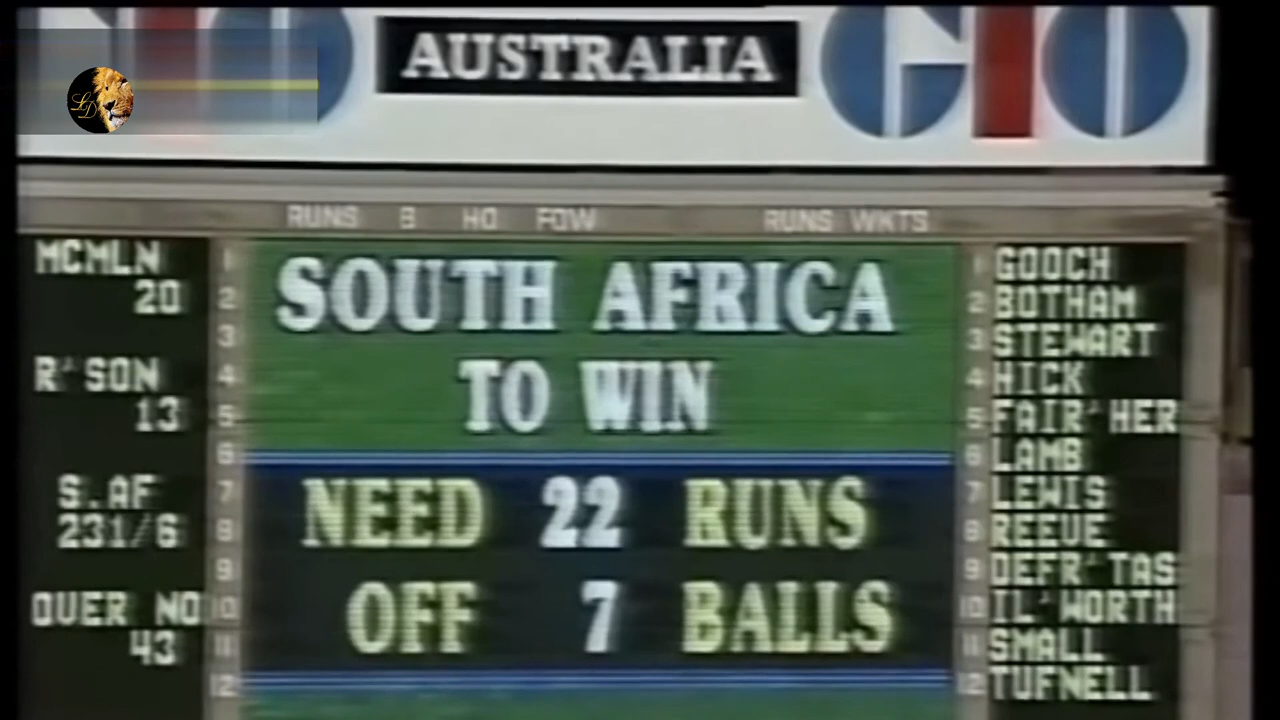 GIO AUSTRALIA GIO
LD
RUNS B HO FOW RUNS WKTS
MCMLN
20
R'SON
13
S.AF
231/6
OVER NO
43
1
2
3
4
5
6
7
8
9
10
11
12
SOUTH AFRICA
TO WIN
NEED 22 RUNS
OFF 7 BALLS
1 GOOCH
2 BOTHAM
3 STEWART
4 HICK
5 FAIR'HER
6 LAMB
7 LEWIS
8 REEVE
9 DEFR'TAS
10 IL'WORTH
11 SMALL
12 TUFNELL